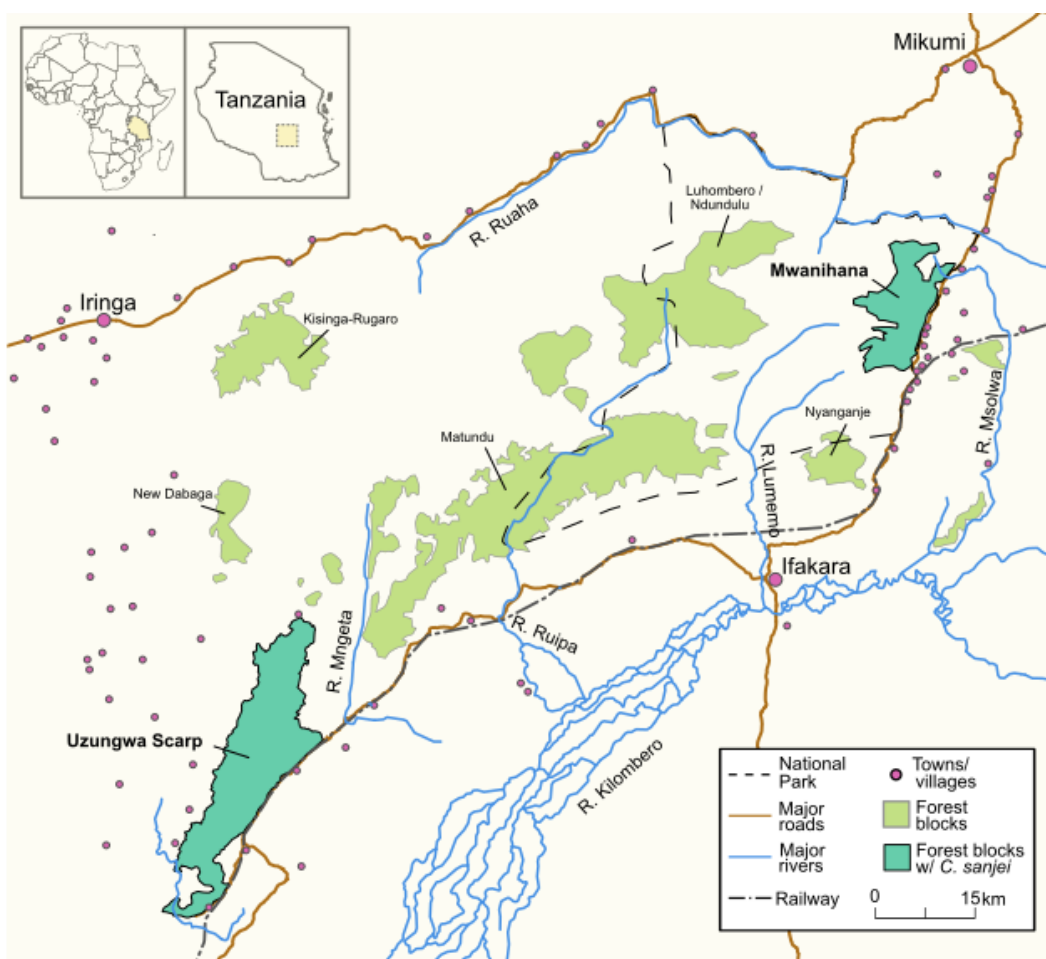 Tanzania
Mikumi
R. Ruaha
Luhombero /
Ndundulu
Mwanihana
Iringa
Kisinga-Rugaro
R. Msolwa
Nyanganje
Matundu
R. Lumemo
New Dabaga
Ifakara
R. Mngeta
R. Ruipa
Uzungwa Scarp
R. Kilombero
National
Park
Towns/
villages
Major
roads
Forest
blocks
Major
rivers
Forest blocks
w/ C. sanjei
Railway
0 15km